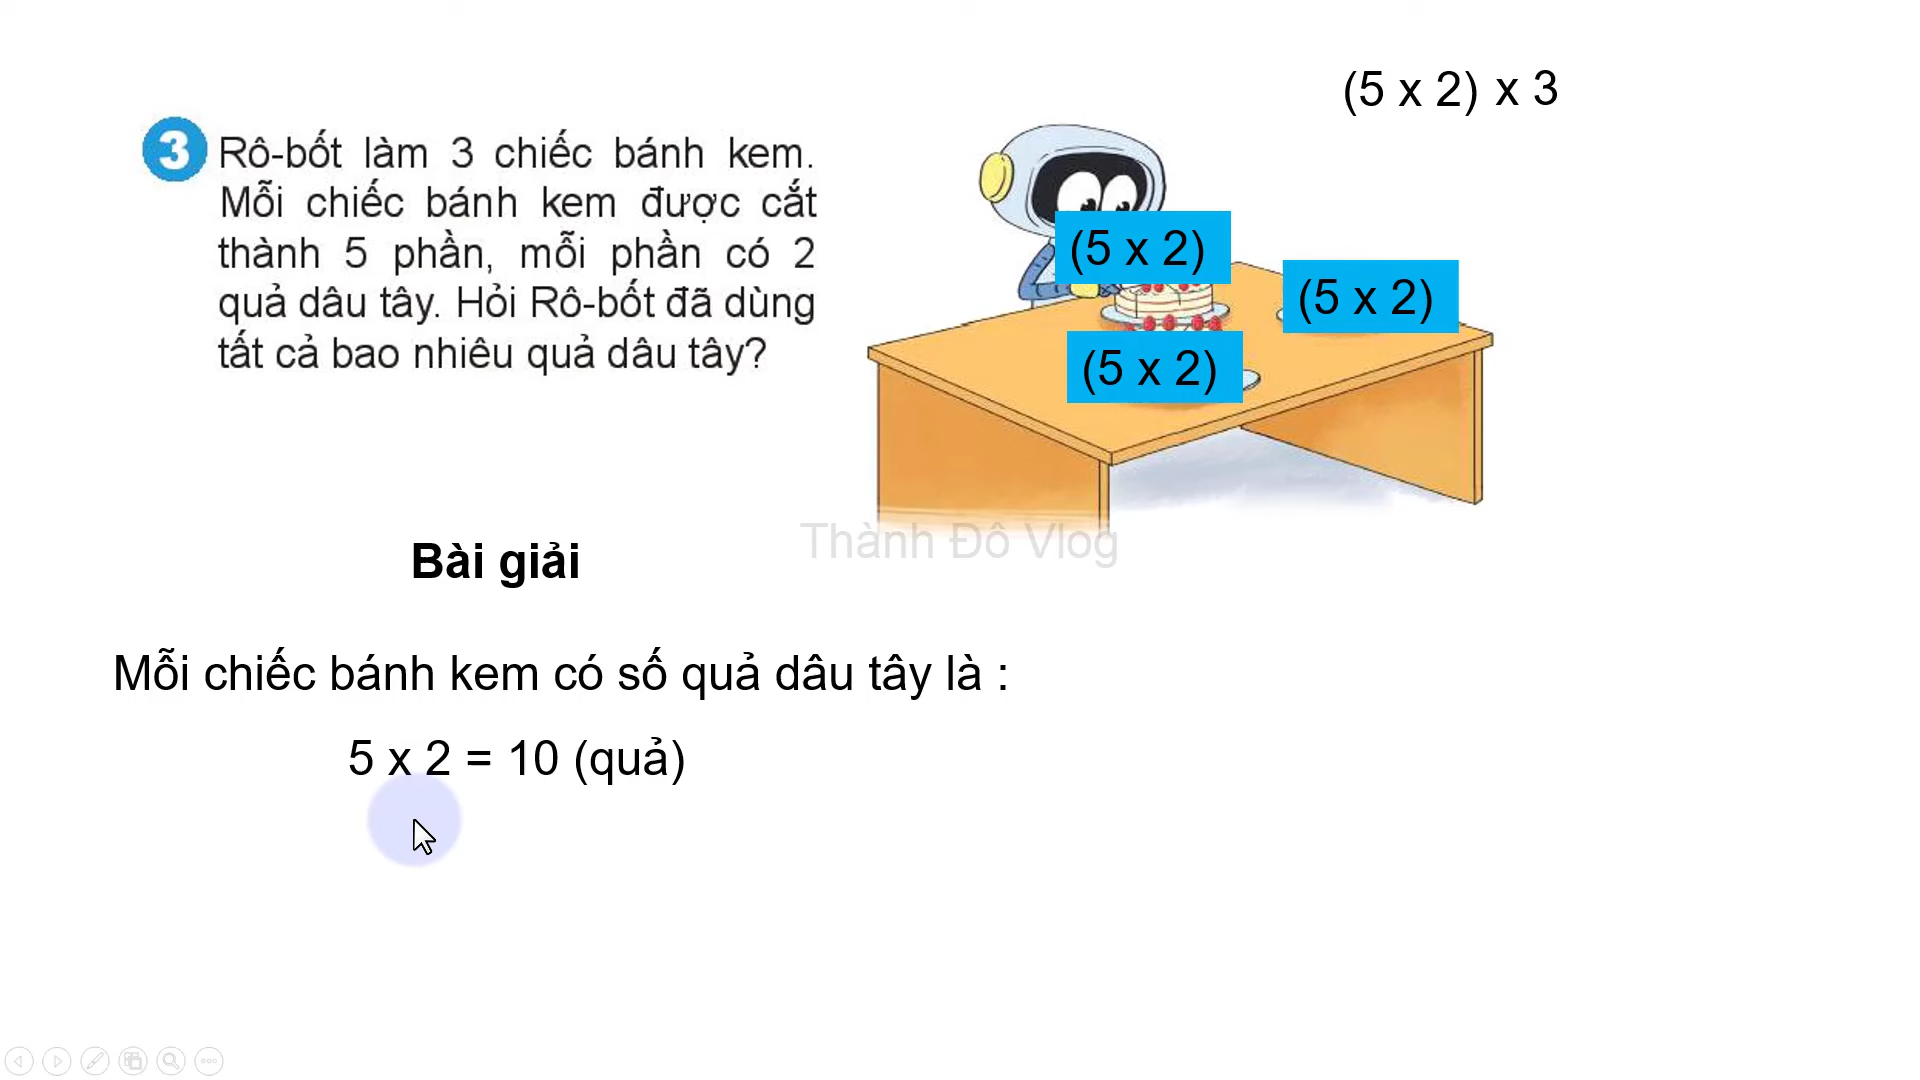 (5 x 2) x 3
3 Rô-bốt làm 3 chiếc bánh kem.
Mỗi chiếc bánh kem được cắt
thành 5 phần, mỗi phần có 2
quả dâu tây. Hỏi Rô-bốt đã dùng
tất cả bao nhiêu quả dâu tây?
(5 x 2)
(5 x 2)
(5 x 2)
Thành Đô Vlog
Bài giải
Mỗi chiếc bánh kem có số quả dâu tây là :
5 x 2 = 10 (quả)